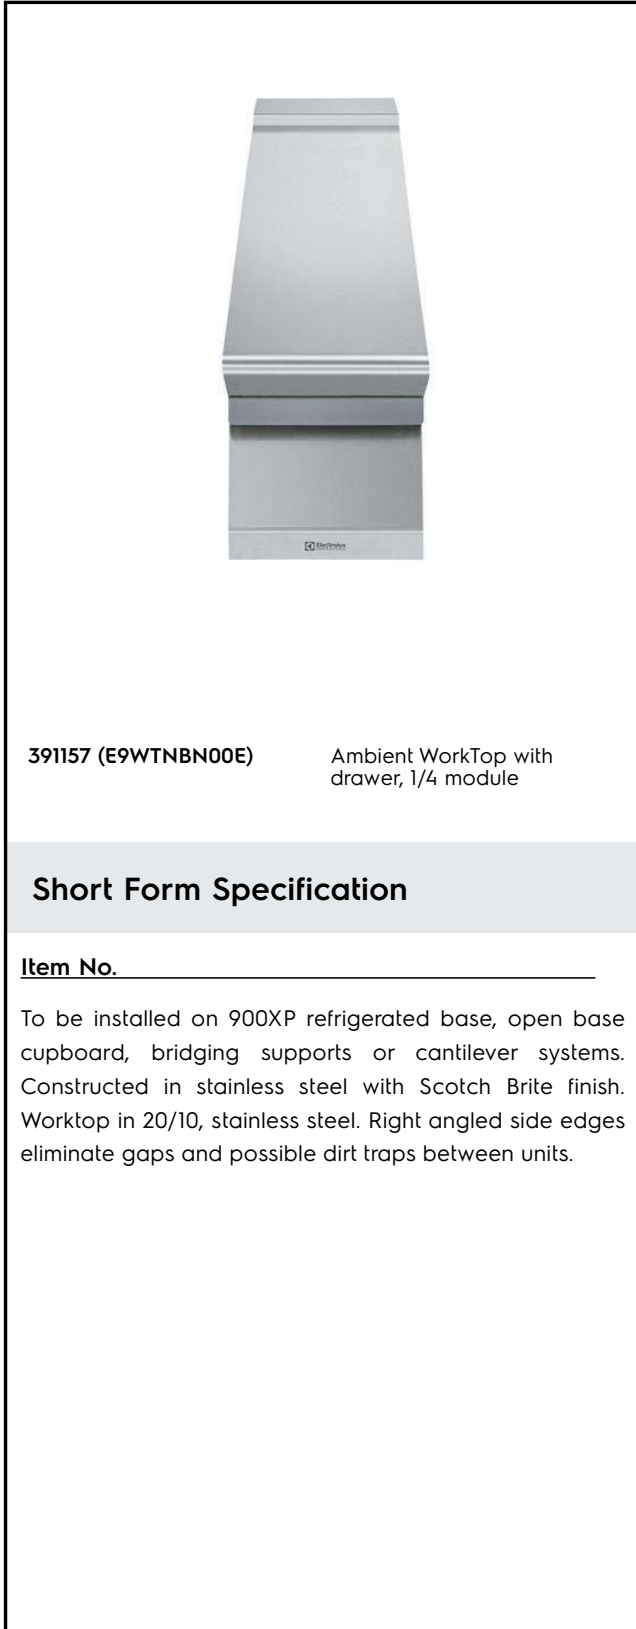 Electrolux
391157 (E9WTNBN00E)
Ambient WorkTop with
drawer, 1/4 module
Short Form Specification
Item No.
To be installed on 900XP refrigerated base, open base
cupboard, bridging supports or cantilever systems.
Constructed in stainless steel with Scotch Brite finish.
Worktop in 20/10, stainless steel. Right angled side edges
eliminate gaps and possible dirt traps between units.